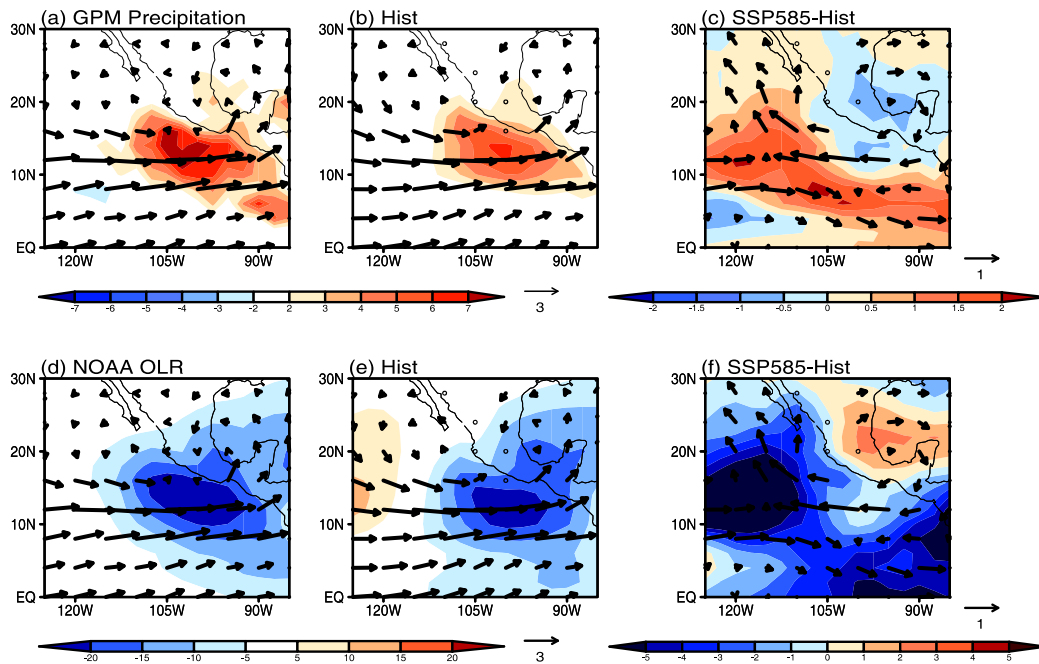 (a) GPM Precipitation
(b) Hist
(c) SSP585-Hist
30N
20N
10N
EQ
120W 105W 90W
30N
20N
10N
EQ
120W 105W 90W
30N
20N
10N
EQ
120W 105W 90W
-7 -6 -5 -4 -3 -2 2 3 4 5 6 7
3
-2 -1.5 -1 -0.5 0 0.5 1 1.5 2
1
(d) NOAA OLR
(e) Hist
(f) SSP585-Hist
30N
20N
10N
EQ
120W 105W 90W
30N
20N
10N
EQ
120W 105W 90W
30N
20N
10N
EQ
120W 105W 90W
-20 -15 -10 -5 5 10 15 20
3
-5 -4 -3 -2 -1 0 1 2 3 4 5
1